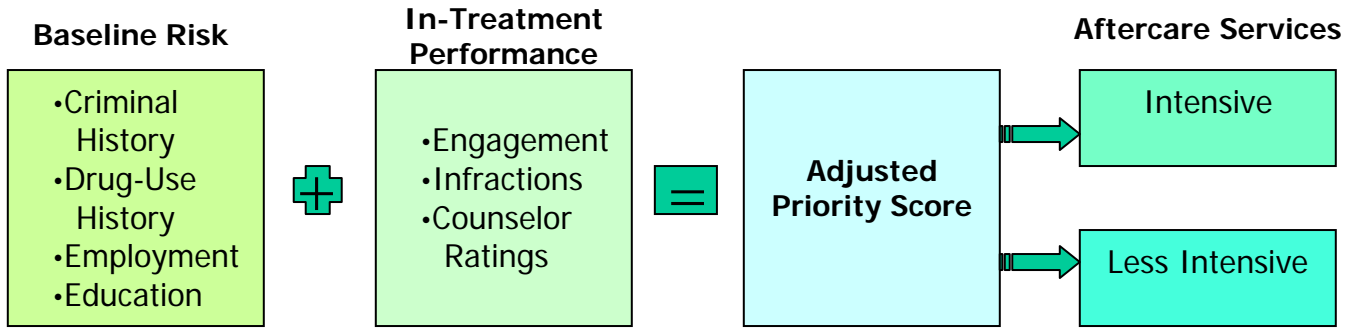 Baseline Risk
•Criminal
History
•Drug-Use
History
•Employment
•Education
+
In-Treatment
Performance
•Engagement
•Infractions
•Counselor
Ratings
=
Adjusted
Priority Score
Aftercare Services
Intensive
Less Intensive